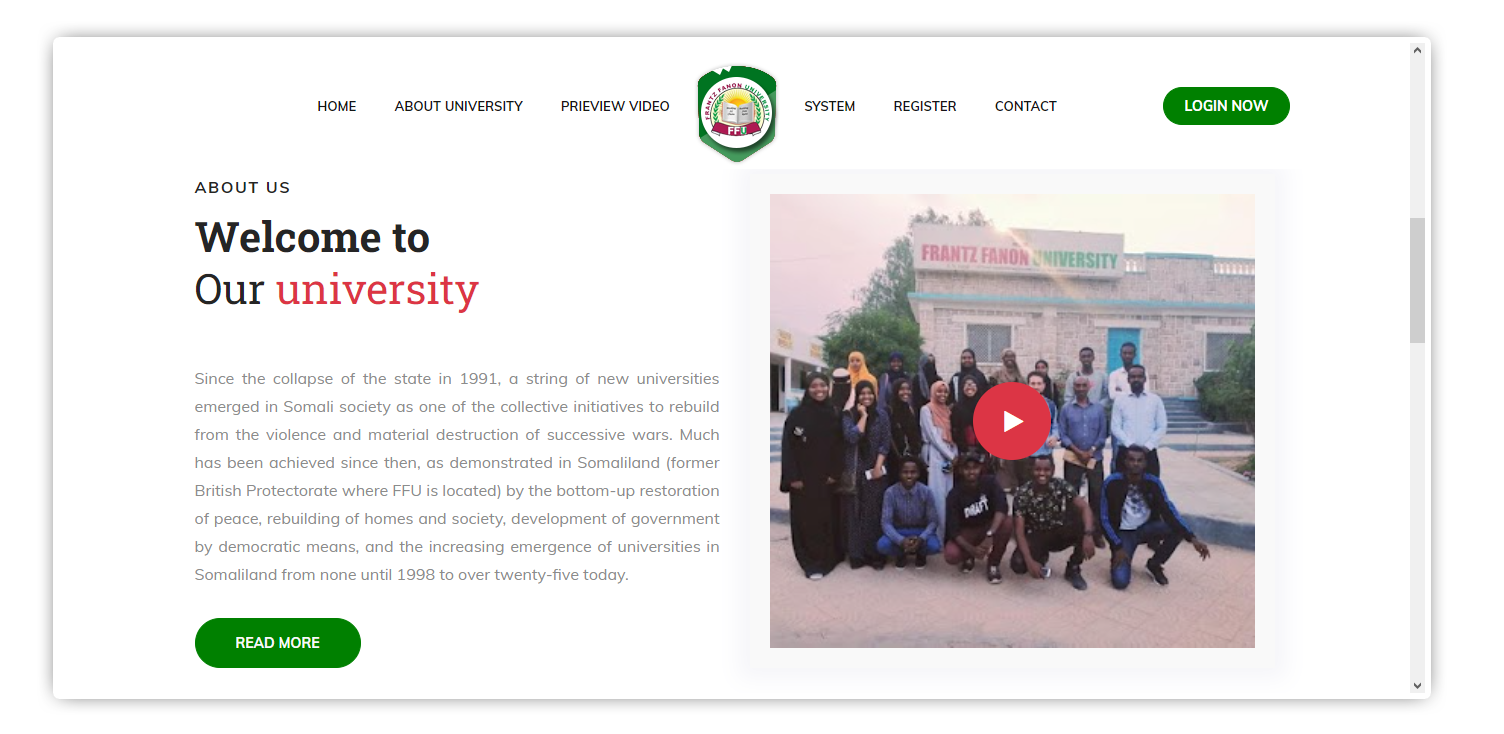 HOME ABOUT UNIVERSITY PRIEVIEW VIDEO SYSTEM REGISTER CONTACT LOGIN NOW
FRANTZ FANON UNIVERSITY
FFU
ABOUT US
Welcome to
Our university
Since the collapse of the state in 1991, a string of new universities
emerged in Somali society as one of the collective initiatives to rebuild
from the violence and material destruction of successive wars. Much
has been achieved since then, as demonstrated in Somaliland (former
British Protectorate where FFU is located) by the bottom-up restoration
of peace, rebuilding of homes and society, development of government
by democratic means, and the increasing emergence of universities in
Somaliland from none until 1998 to over twenty-five today.
READ MORE
FRANTZ FANON UNIVERSITY
DRAFT